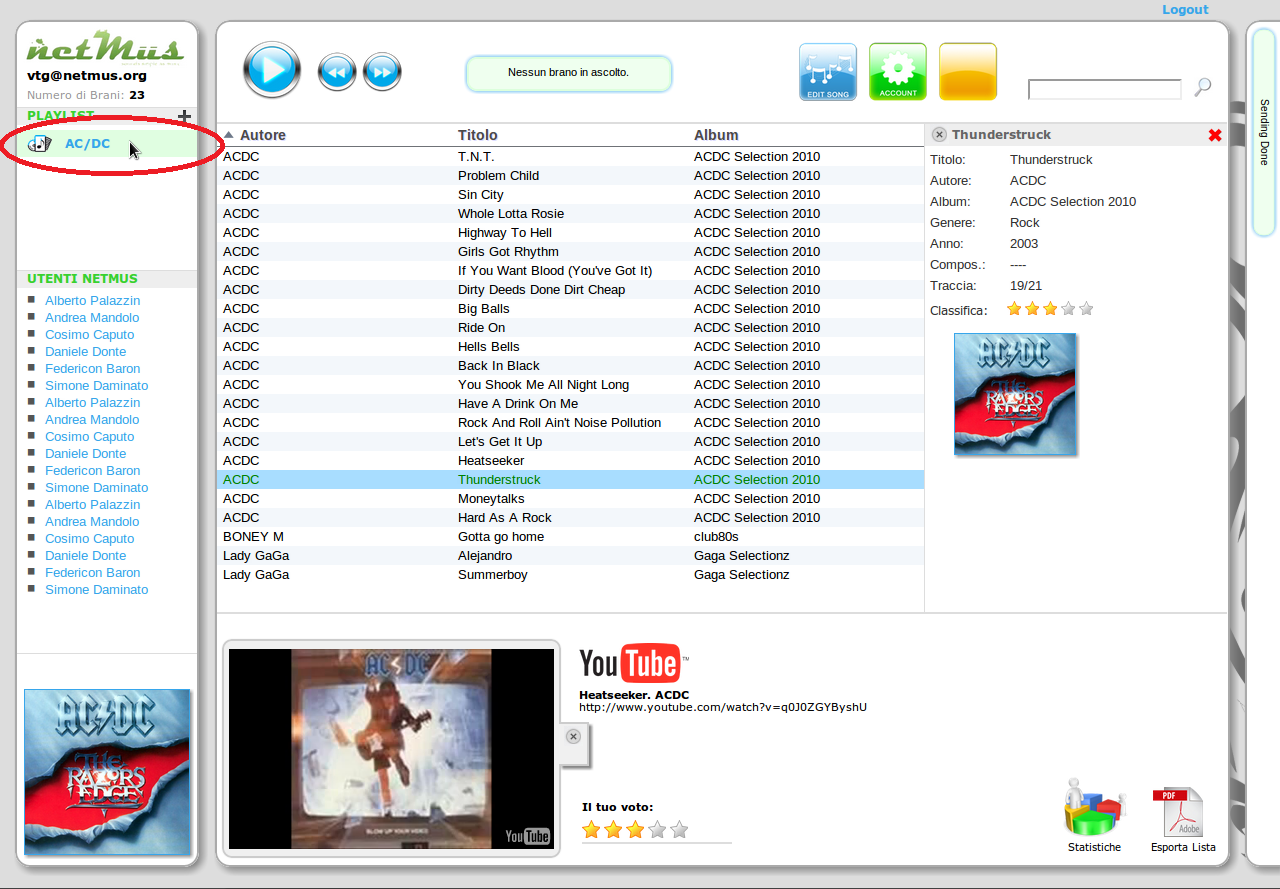 Logout
netMus
vtg@netmus.org
Numero di Brani: 23
PLAYLIST
AC/DC
UTENTI NETMUS
Alberto Palazzin
Andrea Mandolo
Cosimo Caputo
Daniele Donte
Federicon Baron
Simone Daminato
Alberto Palazzin
Andrea Mandolo
Cosimo Caputo
Daniele Donte
Federicon Baron
Simone Daminato
Alberto Palazzin
Andrea Mandolo
Cosimo Caputo
Daniele Donte
Federicon Baron
Simone Daminato
AC/DC
THE
RAZORS
EDGE
Nessun brano in ascolto.
EDIT SONG
ACCOUNT
Autore Titolo Album
ACDC T.N.T. ACDC Selection 2010
ACDC Problem Child ACDC Selection 2010
ACDC Sin City ACDC Selection 2010
ACDC Whole Lotta Rosie ACDC Selection 2010
ACDC Highway To Hell ACDC Selection 2010
ACDC Girls Got Rhythm ACDC Selection 2010
ACDC If You Want Blood (You've Got It) ACDC Selection 2010
ACDC Dirty Deeds Done Dirt Cheap ACDC Selection 2010
ACDC Big Balls ACDC Selection 2010
ACDC Ride On ACDC Selection 2010
ACDC Hells Bells ACDC Selection 2010
ACDC Back In Black ACDC Selection 2010
ACDC You Shook Me All Night Long ACDC Selection 2010
ACDC Have A Drink On Me ACDC Selection 2010
ACDC Rock And Roll Ain't Noise Pollution ACDC Selection 2010
ACDC Let's Get It Up ACDC Selection 2010
ACDC Heatseeker ACDC Selection 2010
ACDC Thunderstruck ACDC Selection 2010
ACDC Moneytalks ACDC Selection 2010
ACDC Hard As A Rock ACDC Selection 2010
BONEY M Gotta go home club80s
Lady GaGa Alejandro Gaga Selectionz
Lady GaGa Summerboy Gaga Selectionz
Thunderstruck
Titolo: Thunderstruck
Autore: ACDC
Album: ACDC Selection 2010
Genere: Rock
Anno: 2003
Compos.: ----
Traccia: 19/21
Classifica:
AC/DC
THE
RAZORS
EDGE
Sending Done
AC/DC
BLOW UP YOUR VIDEO
YouTube
YouTube™
Heatseeker. ACDC
http://www.youtube.com/watch?v=q0J0ZGYByshU
Il tuo voto:
Statistiche
PDF
Adobe
Esporta Lista